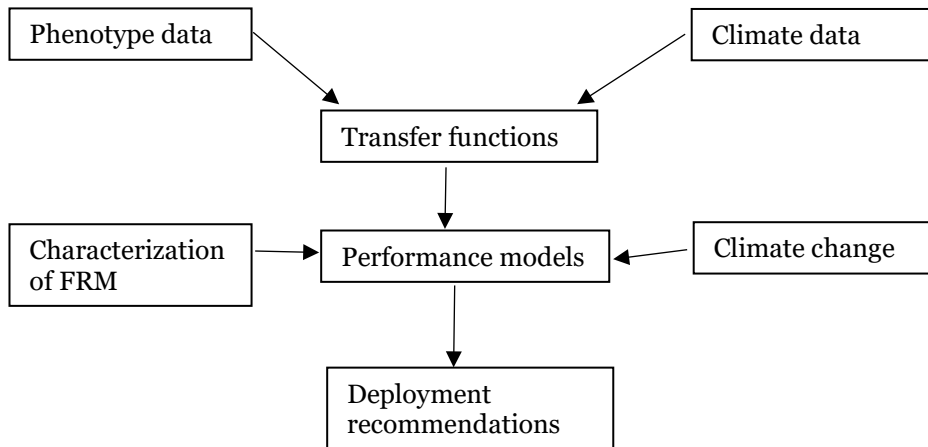 Phenotype data
Climate data
Transfer functions
Characterization
of FRM
Performance models
Climate change
Deployment
recommendations